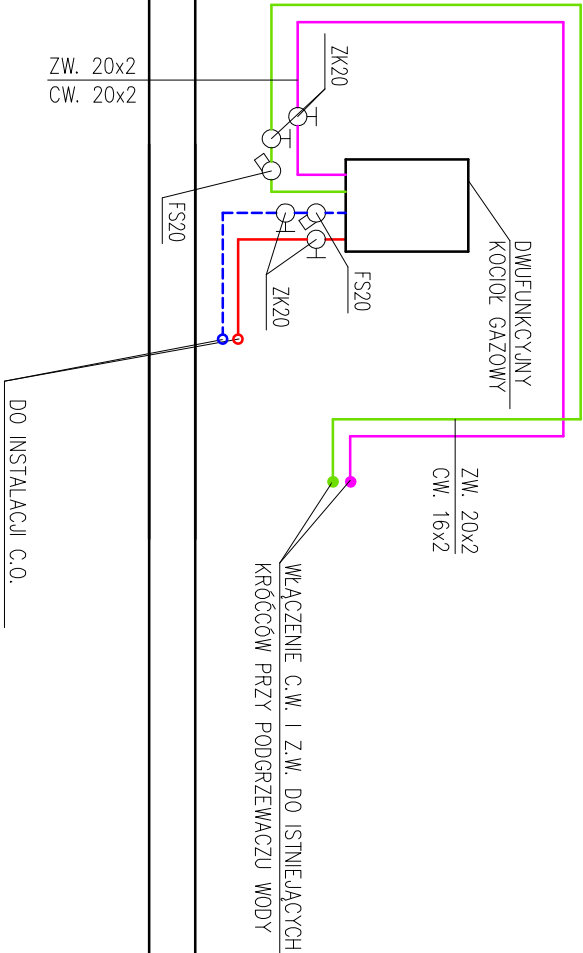 ZW. 20x2
CW. 20x2
ZK20
FS20
DWUFUNKCYJNY
KOCIOŁ GAZOWY
FS20
ZK20
DO INSTALACJI C.O.
ZW. 20x2
CW. 16x2
WŁĄCZENIE C.W. I Z.W. DO ISTNIEJĄCYCH
KRÓĆCÓW PRZY PODGRZEWACZU WODY